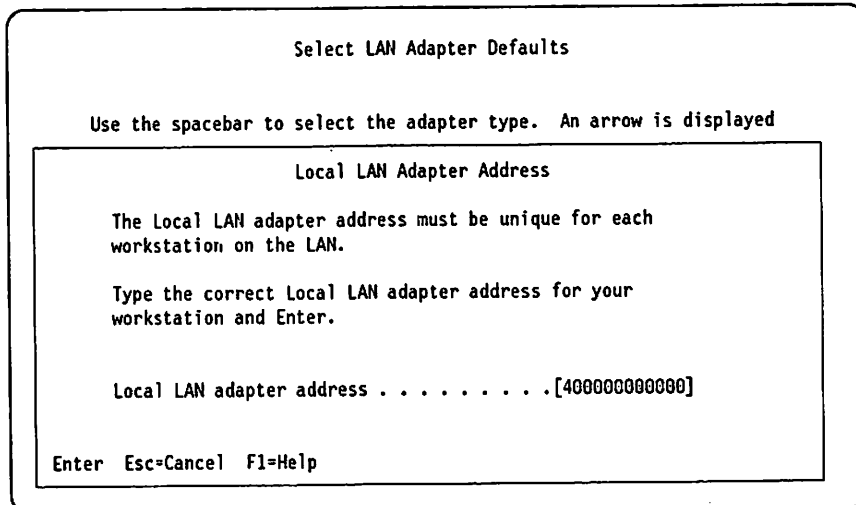 Select LAN Adapter Defaults
Use the spacebar to select the adapter type. An arrow is displayed
Local LAN Adapter Address
The Local LAN adapter address must be unique for each
workstation on the LAN.
Type the correct Local LAN adapter address for your
workstation and Enter.
Local LAN adapter address . . . . . . . . . .[400000000000]
Enter Esc=Cancel F1=Help